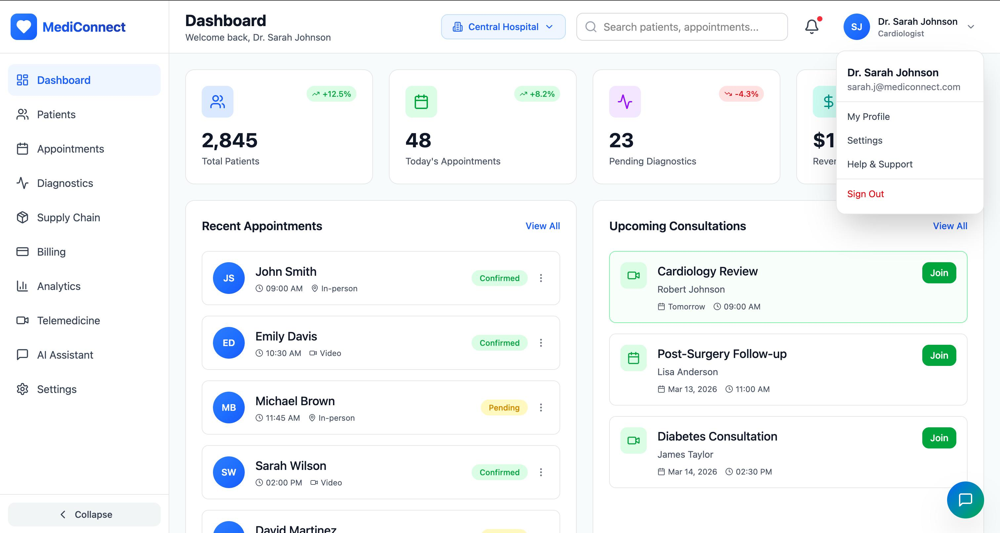 MediConnect
Dashboard
Welcome back, Dr. Sarah Johnson
Central Hospital
Search patients, appointments...
SJ
Dr. Sarah Johnson
Cardiologist
Dashboard
Patients
Appointments
Diagnostics
Supply Chain
Billing
Analytics
Telemedicine
AI Assistant
Settings
Collapse
+12.5%
2,845
Total Patients
+8.2%
48
Today's Appointments
-4.3%
23
Pending Diagnostics
$1
Dr. Sarah Johnson
sarah.j@mediconnect.com
My Profile
Settings
Help & Support
Sign Out
Recent Appointments
View All
JS
John Smith
Confirmed
09:00 AM In-person
ED
Emily Davis
Confirmed
10:30 AM Video
MB
Michael Brown
Pending
11:45 AM In-person
SW
Sarah Wilson
Confirmed
02:00 PM Video
David Martinez
Upcoming Consultations
View All
Cardiology Review
Join
Robert Johnson
Tomorrow 09:00 AM
Post-Surgery Follow-up
Join
Lisa Anderson
Mar 13, 2026 11:00 AM
Diabetes Consultation
Join
James Taylor
Mar 14, 2026 02:30 PM